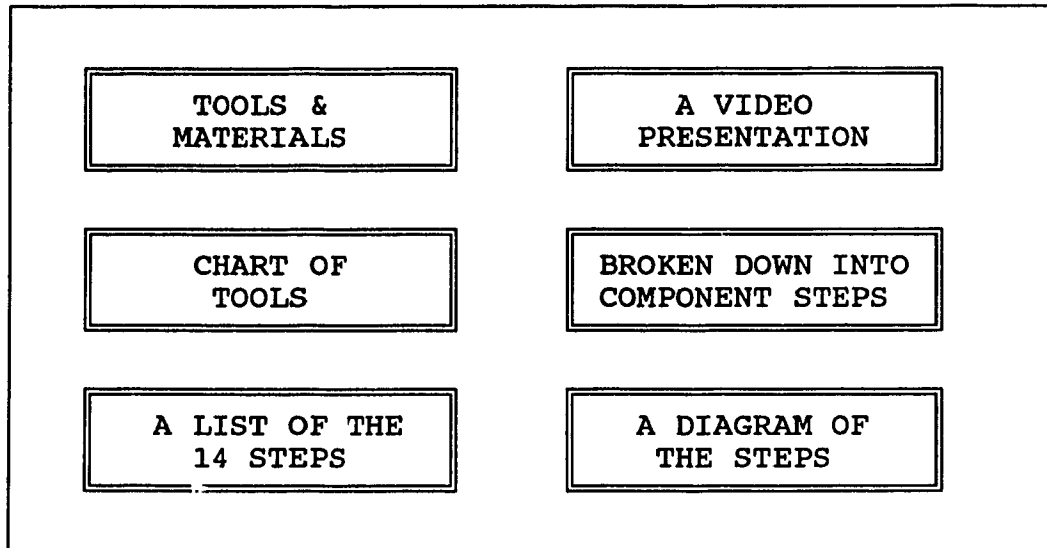 TOOLS &
MATERIALS
A VIDEO
PRESENTATION
CHART OF
TOOLS
BROKEN DOWN INTO
COMPONENT STEPS
A LIST OF THE
14 STEPS
A DIAGRAM OF
THE STEPS